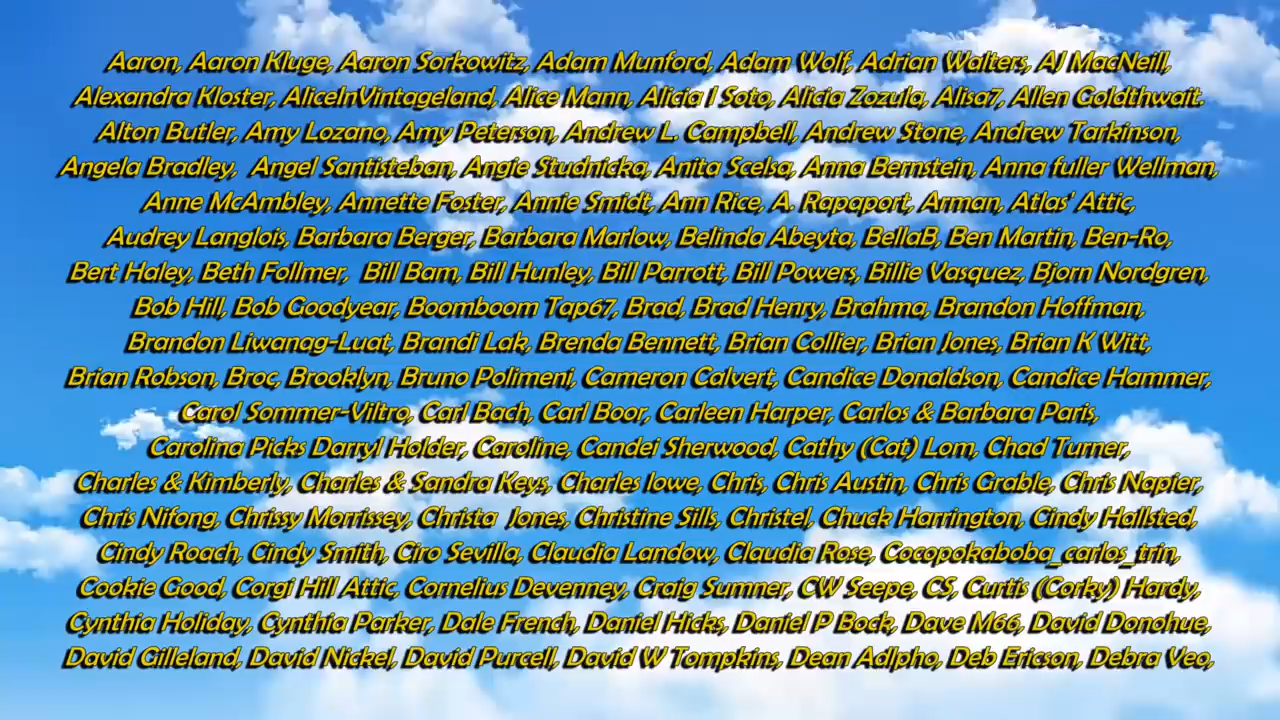 Aaron, Aaron Kluge, Aaron Sorkowitz, Adam Munford, Adam Wolf, Adrian Walters, AJ MacNeill,
Alexandra Kloster, AliceInVintageland, Alice Mann, Alicia I Soto, Alicia Zozula, Alisa7, Allen Goldthwait.
Alton Butler, Amy Lozano, Amy Peterson, Andrew L. Campbell, Andrew Stone, Andrew Tarkinson,
Angela Bradley, Angel Santisteban, Angie Studnicka, Anita Scelsa, Anna Bernstein, Anna fuller Wellman,
Anne McAmbley, Annette Foster, Annie Smidt, Ann Rice, A. Rapaport, Arman, Atlas' Attic,
Audrey Langlois, Barbara Berger, Barbara Marlow, Belinda Abeyta, BellaB, Ben Martin, Ben-Ro,
Bert Haley, Beth Follmer, Bill Bam, Bill Hunley, Bill Parrott, Bill Powers, Billie Vasquez, Bjorn Nordgren,
Bob Hill, Bob Goodyear, Boomboom Tap67, Brad, Brad Henry, Brahma, Brandon Hoffman,
Brandon Liwanag-Luat, Brandi Lak, Brenda Bennett, Brian Collier, Brian Jones, Brian K Witt,
Brian Robson, Broc, Brooklyn, Bruno Polimeni, Cameron Calvert, Candice Donaldson, Candice Hammer,
Carol Sommer-Viltro, Carl Bach, Carl Boor, Carleen Harper, Carlos & Barbara Paris,
Carolina Picks Darryl Holder, Caroline, Candei Sherwood, Cathy (Cat) Lom, Chad Turner,
Charles & Kimberly, Charles & Sandra Keys, Charles lowe, Chris, Chris Austin, Chris Grable, Chris Napier,
Chris Nifong, Chrissy Morrissey, Christa Jones, Christine Sills, Christel, Chuck Harrington, Cindy Hallsted,
Cindy Roach, Cindy Smith, Ciro Sevilla, Claudia Landow, Claudia Rose, Cocopokaboba_carlos_trin,
Cookie Good, Corgi Hill Attic, Cornelius Devenney, Craig Sumner, CW Seepe, CS, Curtis (Corky) Hardy,
Cynthia Holiday, Cynthia Parker, Dale French, Daniel Hicks, Daniel P Bock, Dave M66, David Donohue,
David Gilleland, David Nickel, David Purcell, David W Tompkins, Dean Adlpho, Deb Ericson, Debra Veo,